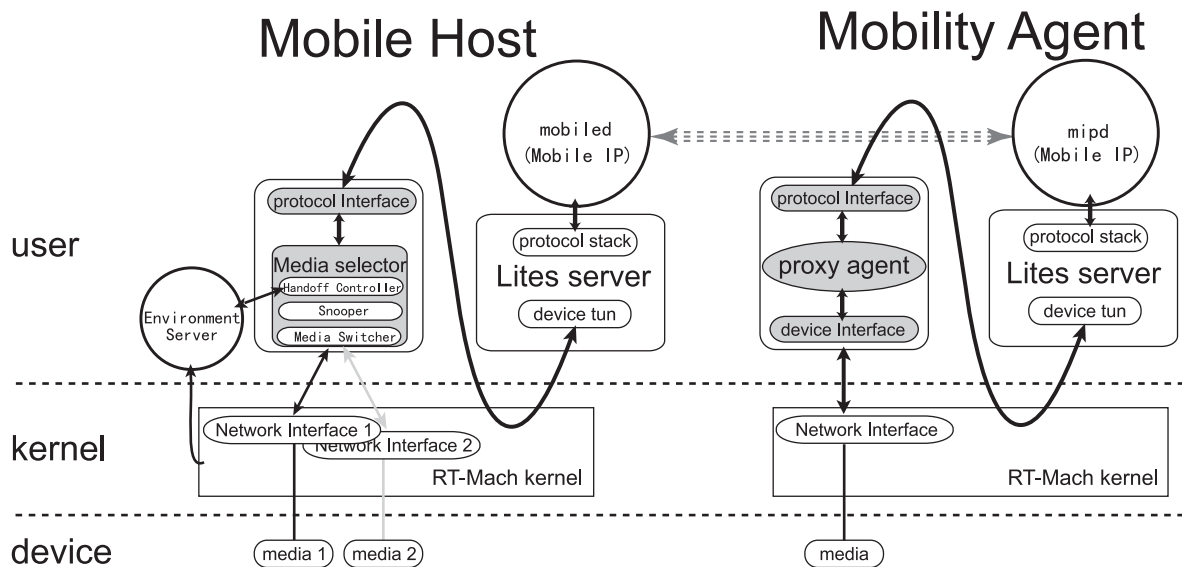 Mobile Host
Mobility Agent
mobiled
(Mobile IP)
mipd
(Mobile IP)
protocol Interface
protocol Interface
user
Media selector
Handoff Controller
Snooper
Media Switcher
Environment
Server
protocol stack
Lites server
device tun
proxy agent
device Interface
protocol stack
Lites server
device tun
kernel
Network Interface 1
Network Interface 2
RT-Mach kernel
Network Interface
RT-Mach kernel
device
media 1
media 2
media